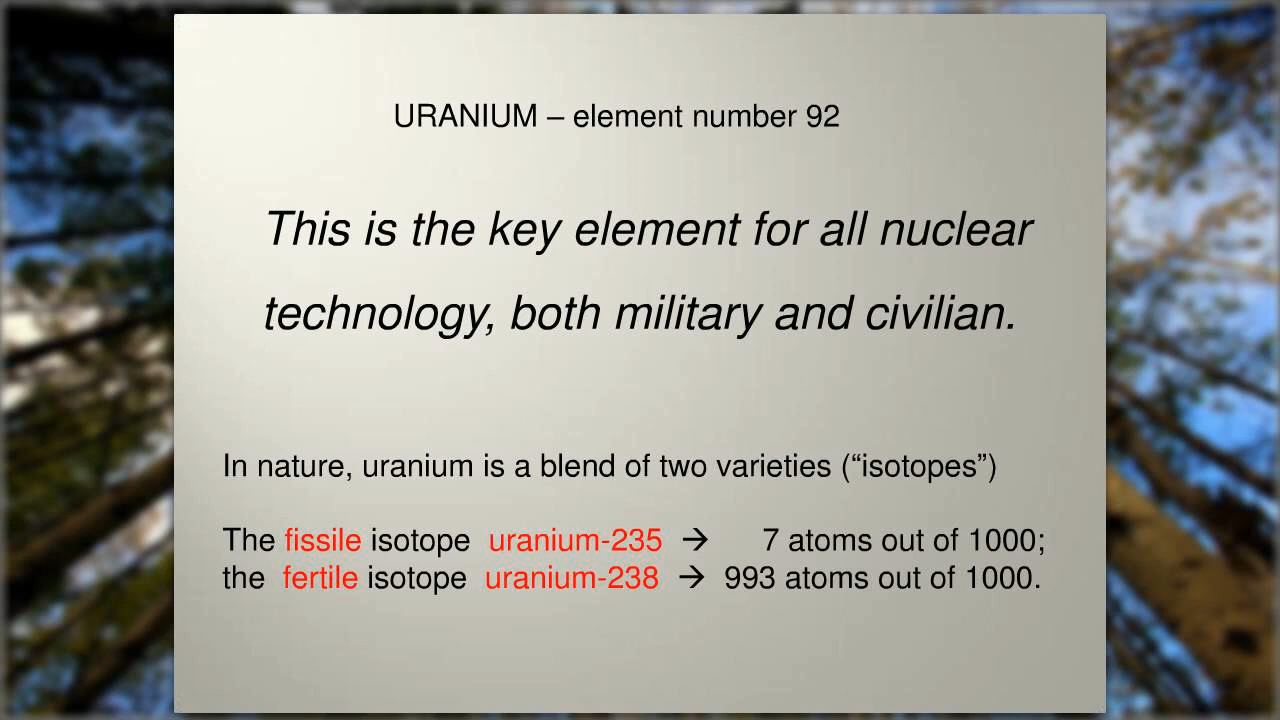 URANIUM – element number 92
This is the key element for all nuclear
technology, both military and civilian.
In nature, uranium is a blend of two varieties (“isotopes”)
The fissile isotope uranium-235 → 7 atoms out of 1000;
the fertile isotope uranium-238 → 993 atoms out of 1000.